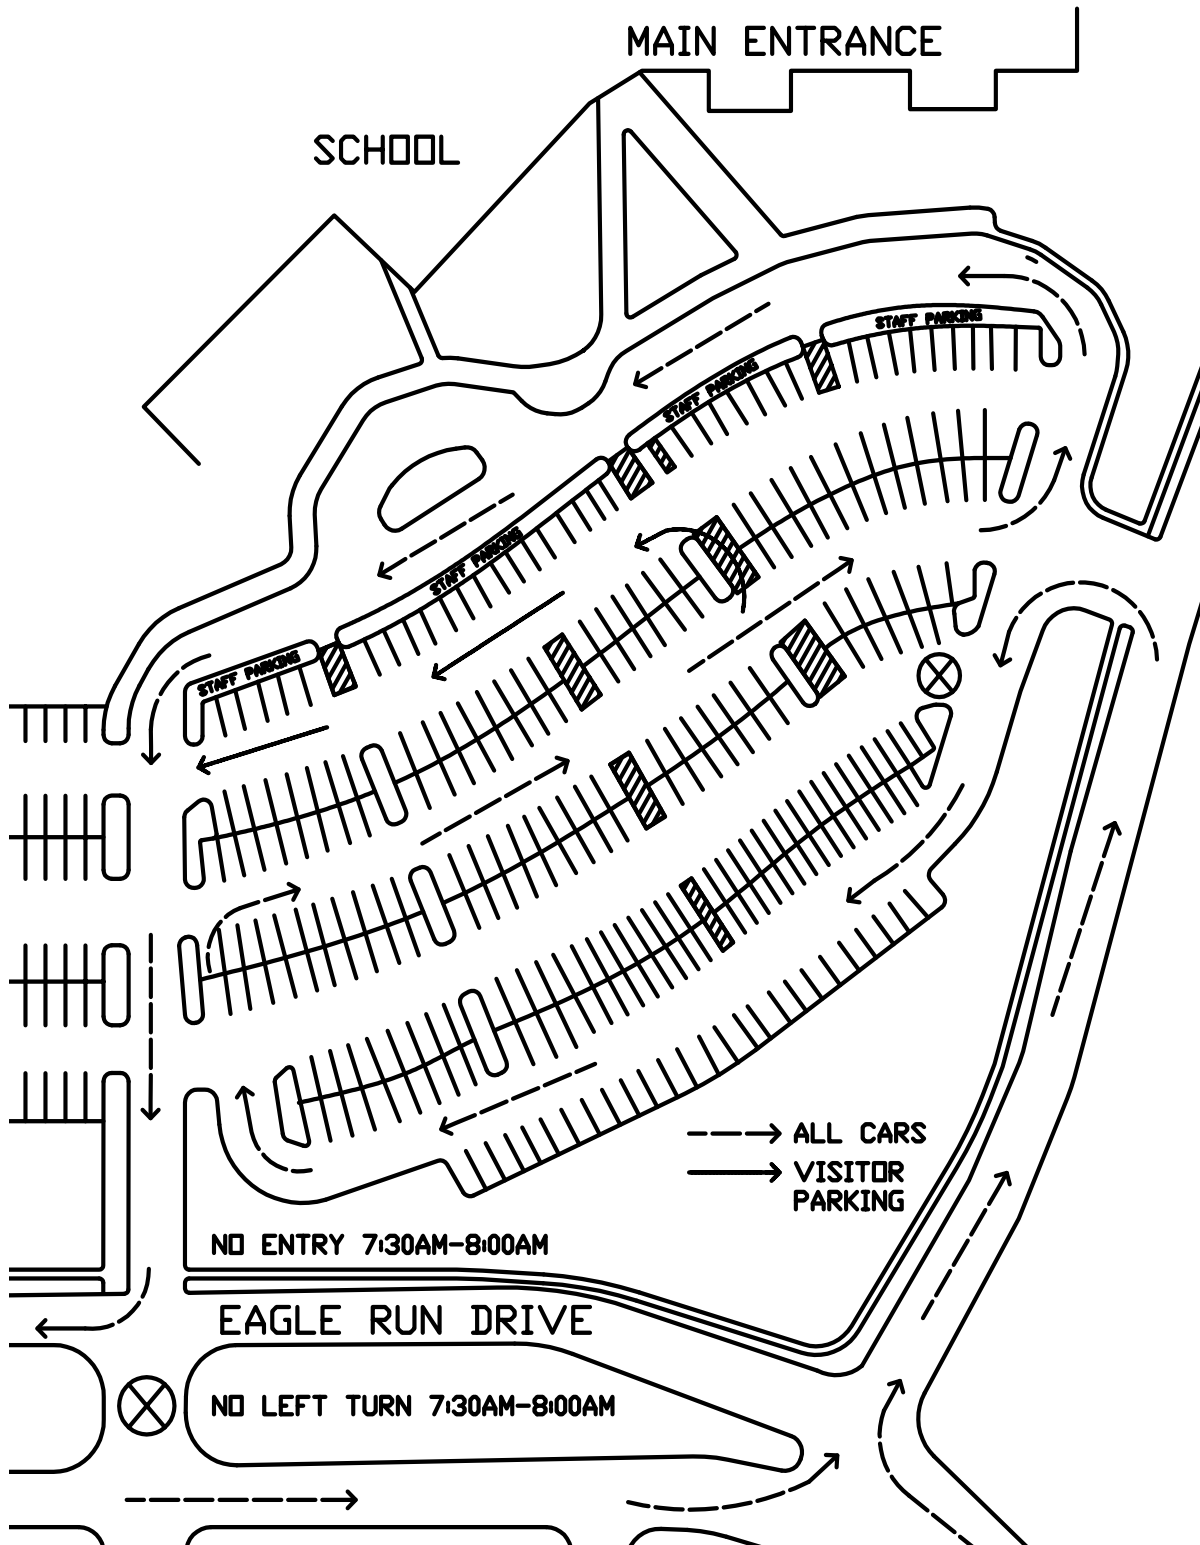 MAIN ENTRANCE
SCHOOL
STAFF PARKING
STAFF PARKING
STAFF PARKING
STAFF PARKING
ALL CARS
VISITOR
PARKING
NO ENTRY 7:30AM-8:00AM
EAGLE RUN DRIVE
NO LEFT TURN 7:30AM-8:00AM